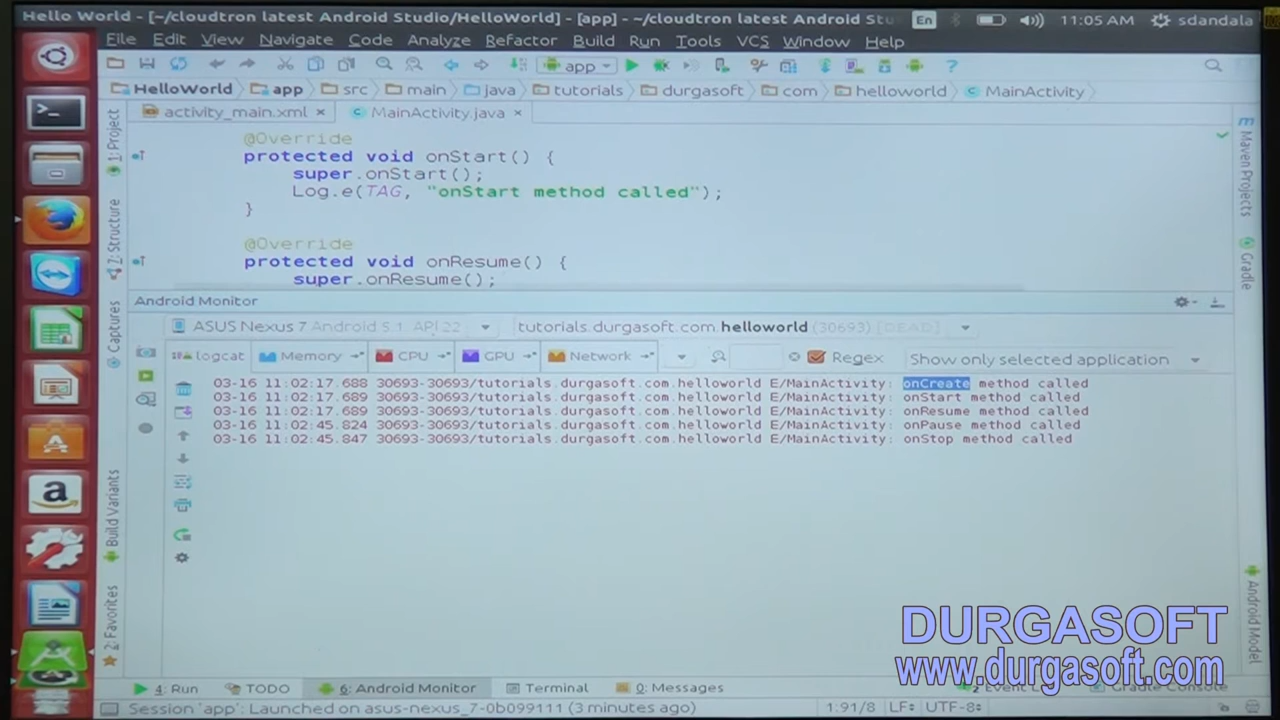 Hello World - [~/cloudtron latest Android Studio/HelloWorld] - [app] - ~/cloudtron latest Android Stu
En
11:05 AM
sdandala
File Edit View Navigate Code Analyze Refactor Build Run Tools VCS Window Help
app
HelloWorld app src main java tutorials durgasoft com helloworld MainActivity
activity_main.xml MainActivity.java
@Override
protected void onStart() {
super.onStart();
Log.e(TAG, "onStart method called");
}
@Override
protected void onResume() {
super.onResume();
Android Monitor
ASUS Nexus 7 Android 5.1, API 22 tutorials.durgasoft.com.helloworld (30693) [DEAD]
logcat Memory CPU GPU Network Regex Show only selected application
03-16 11:02:17.688 30693-30693/tutorials.durgasoft.com.helloworld E/MainActivity: onCreate method called
03-16 11:02:17.689 30693-30693/tutorials.durgasoft.com.helloworld E/MainActivity: onStart method called
03-16 11:02:17.689 30693-30693/tutorials.durgasoft.com.helloworld E/MainActivity: onResume method called
03-16 11:02:45.824 30693-30693/tutorials.durgasoft.com.helloworld E/MainActivity: onPause method called
03-16 11:02:45.847 30693-30693/tutorials.durgasoft.com.helloworld E/MainActivity: onStop method called
1: Project
7: Structure
Captures
Build Variants
2: Favorites
Maven Projects
Gradle
Android Model
DURGASOFT
www.durgasoft.com
4: Run TODO 6: Android Monitor Terminal 0: Messages Gradle Console
Session 'app': Launched on asus-nexus_7-0b099111 (3 minutes ago) 1:91/8 LF÷ UTF-8÷